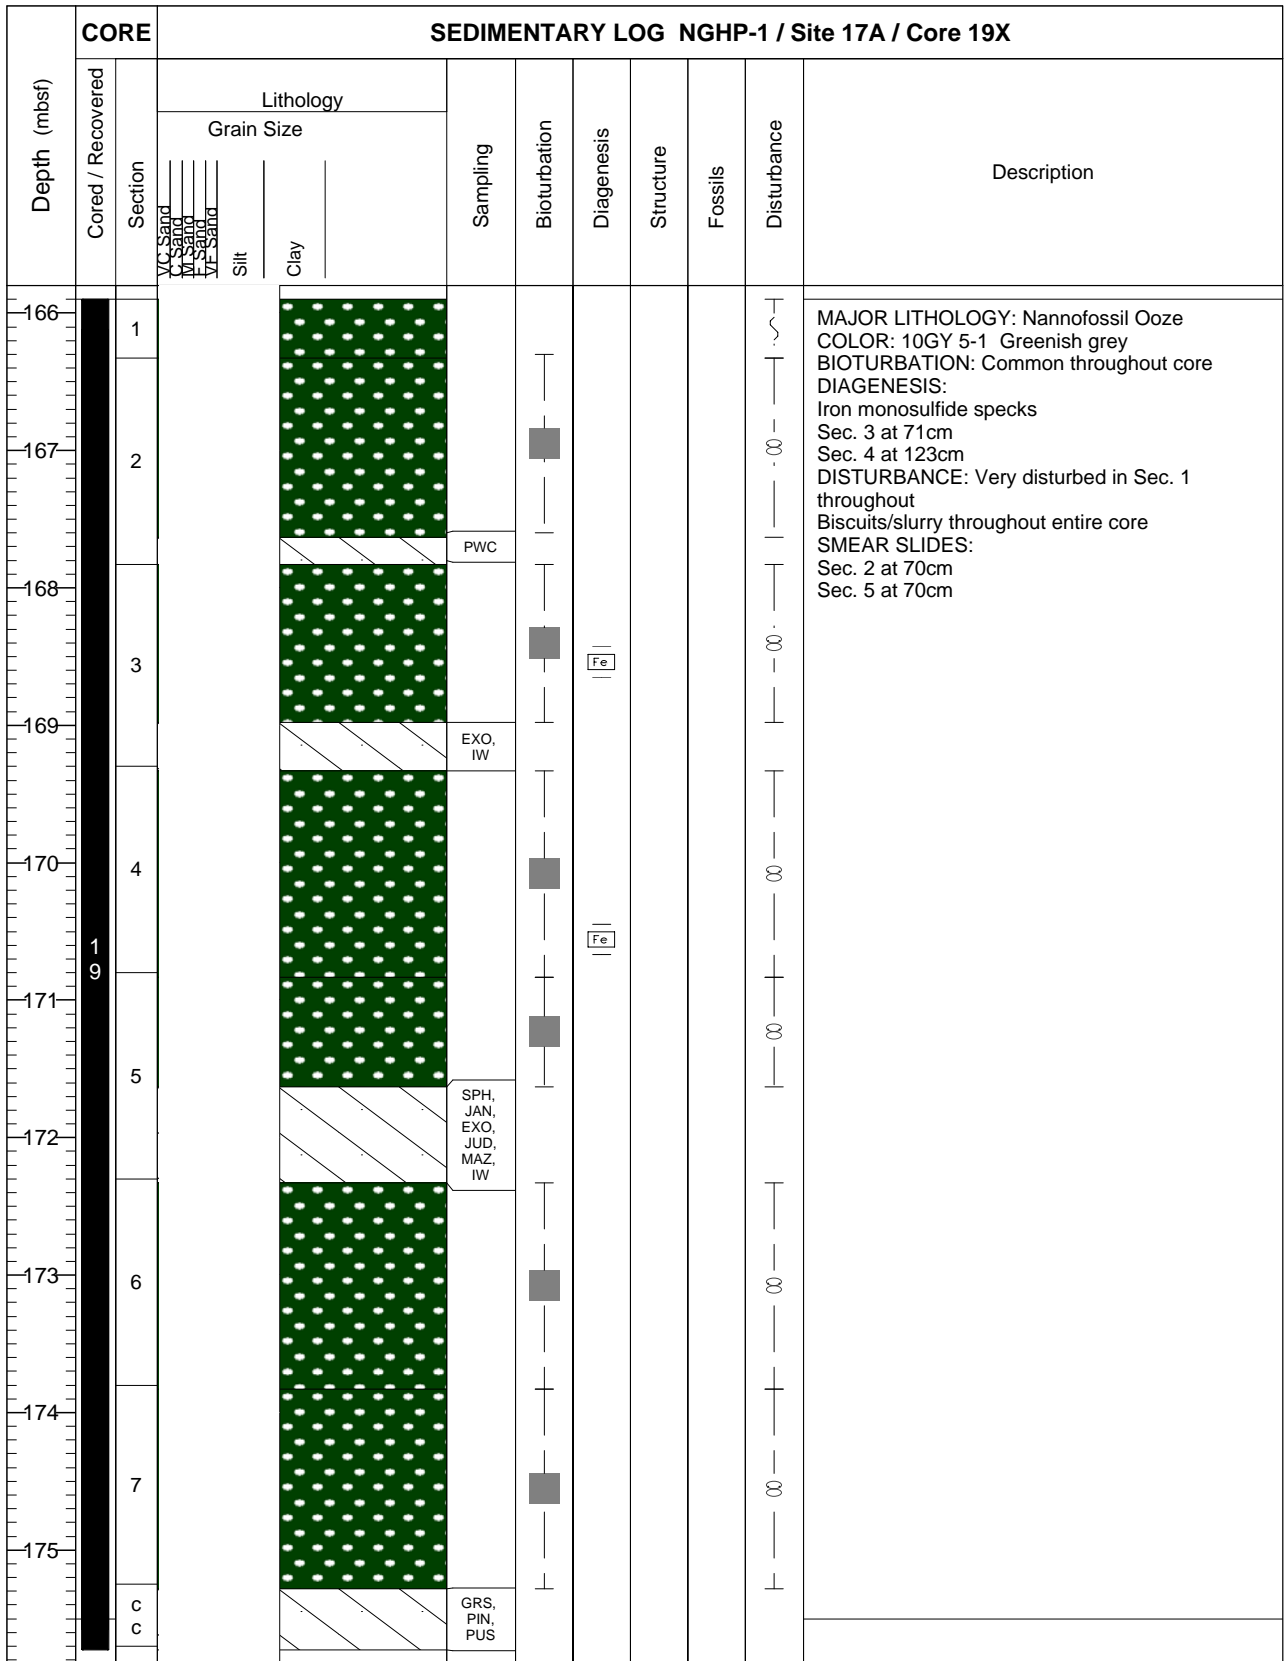 CORE
SEDIMENTARY LOG NGHP-1 / Site 17A / Core 19X
Depth (mbsf)
Cored / Recovered
Section
Lithology
Grain Size
VC Sand
C Sand
M Sand
F Sand
VF Sand
Silt
Clay
Sampling
Bioturbation
Diagenesis
Structure
Fossils
Disturbance
Description
166
167
168
169
170
171
172
173
174
175
1
9
1
2
3
4
5
6
7
C
C
PWC
EXO,
IW
SPH,
JAN,
EXO,
JUD,
MAZ,
IW
GRS,
PIN,
PUS
Fe
Fe
MAJOR LITHOLOGY: Nannofossil Ooze
COLOR: 10GY 5-1 Greenish grey
BIOTURBATION: Common throughout core
DIAGENESIS:
Iron monosulfide specks
Sec. 3 at 71cm
Sec. 4 at 123cm
DISTURBANCE: Very disturbed in Sec. 1
throughout
Biscuits/slurry throughout entire core
SMEAR SLIDES:
Sec. 2 at 70cm
Sec. 5 at 70cm